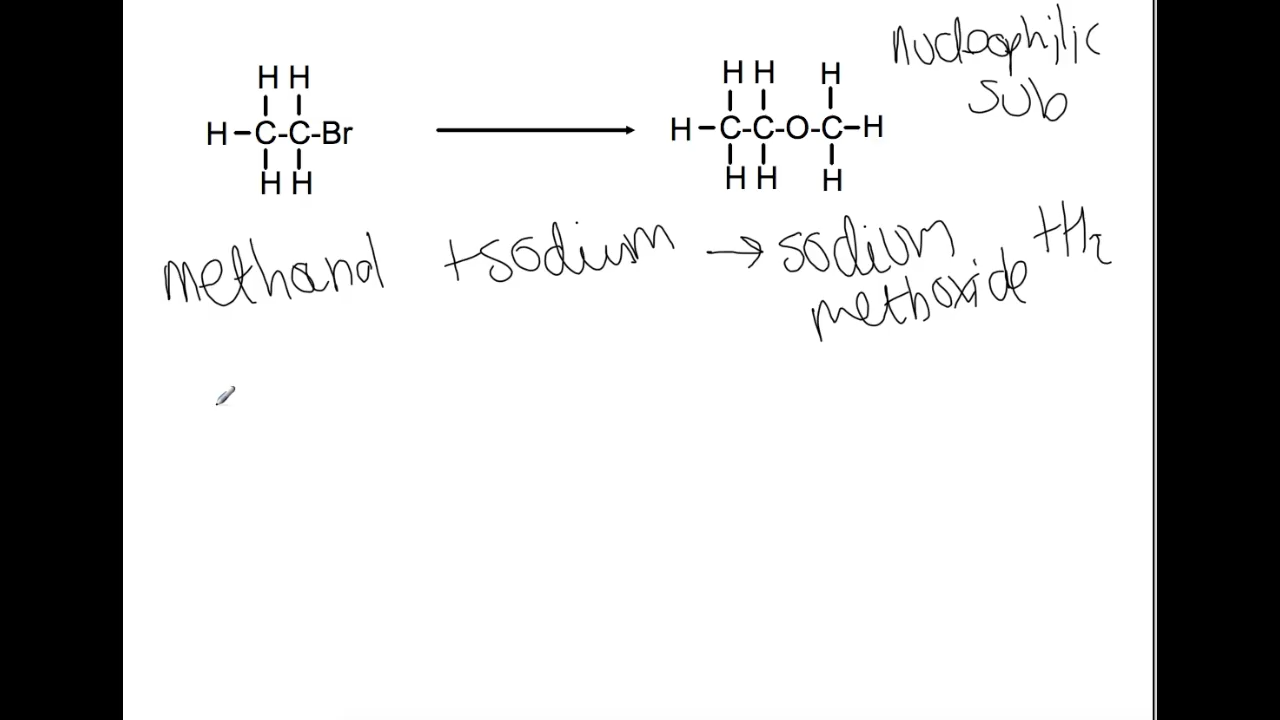 H H
H-C-C-Br
H H
H H H
H-C-C-O-C-H
H H H
nucleophilic
sub
methanol +sodium → sodium
methoxide +H₂